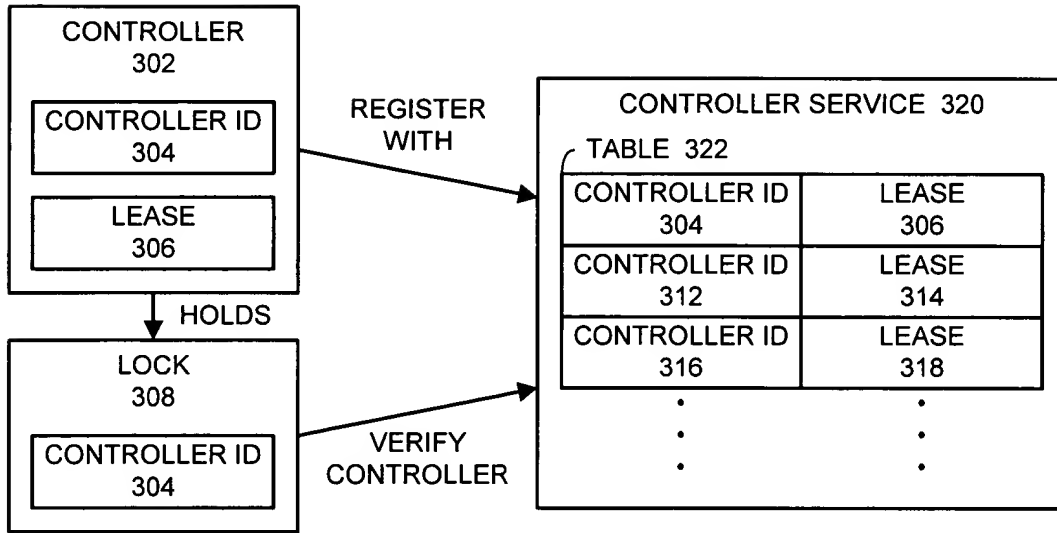 CONTROLLER
302
CONTROLLER ID
304
LEASE
306
HOLDS
LOCK
308
CONTROLLER ID
304
REGISTER
WITH
VERIFY
CONTROLLER
CONTROLLER SERVICE 320
TABLE 322
CONTROLLER ID
304
LEASE
306
CONTROLLER ID
312
LEASE
314
CONTROLLER ID
316
LEASE
318